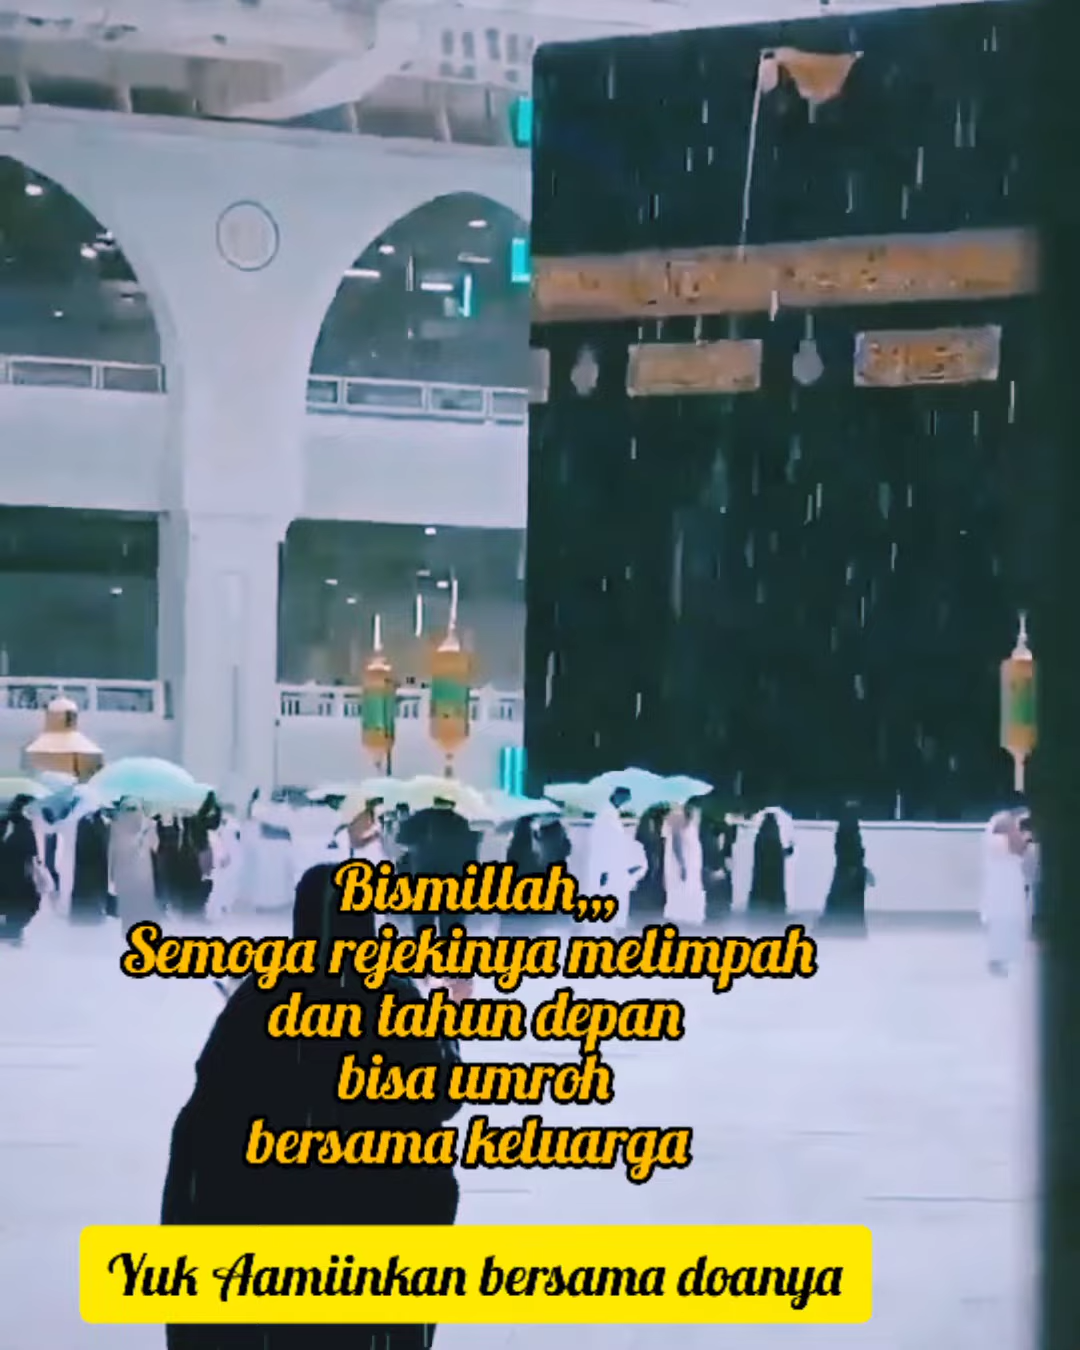 Bismillah,,,
Semoga rejekinya melimpah
dan tahun depan
bisa umroh
bersama keluarga
Yuk Aamiinkan bersama doanya